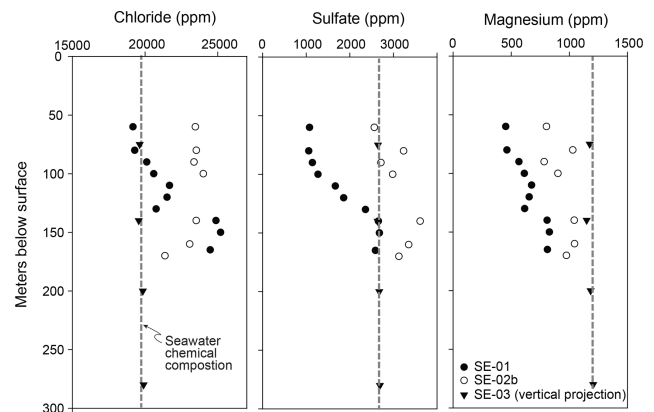 Chloride (ppm) Sulfate (ppm) Magnesium (ppm)
15000 20000 25000 0 1000 2000 3000 0 500 1000 1500
0
50
100
150
200
250
300
Meters below surface
Seawater
chemical
compostion
SE-01
SE-02b
SE-03 (vertical projection)